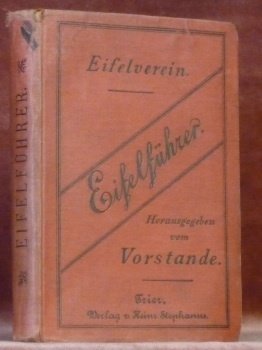 EIFELFÜHRER.
Eifelverein.
Eifelführer.
Herausgegeben
vom
Vorstande.
Trier.
Verlag v. Heinr. Stephanus.